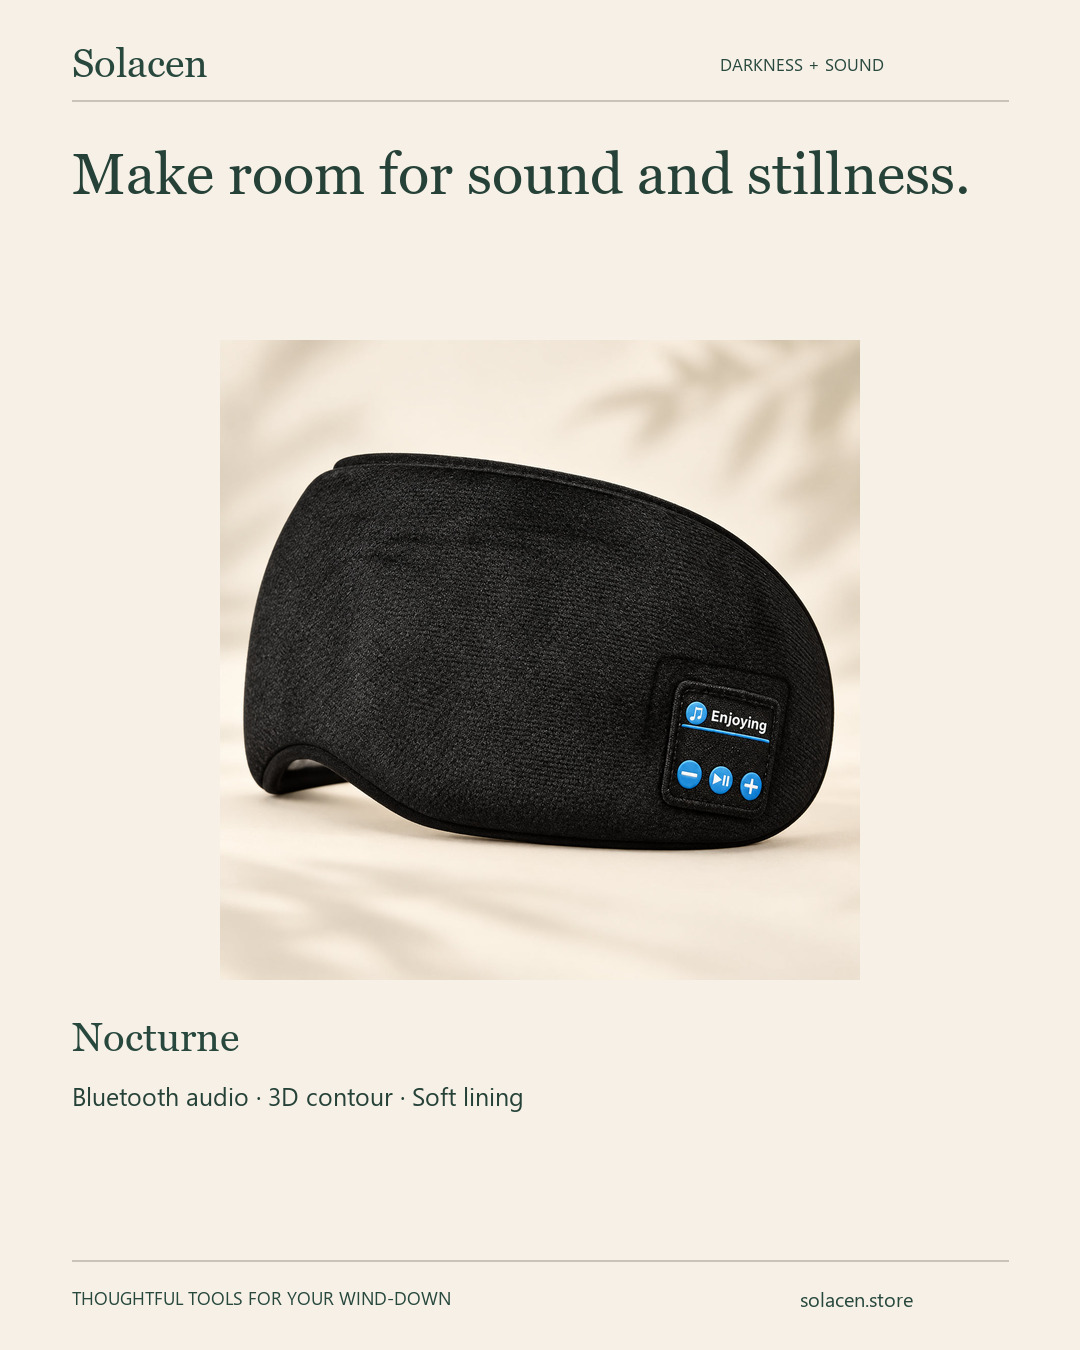 Solacen
DARKNESS + SOUND
Make room for sound and stillness.
Enjoying
Nocturne
Bluetooth audio · 3D contour · Soft lining
THOUGHTFUL TOOLS FOR YOUR WIND-DOWN
solacen.store